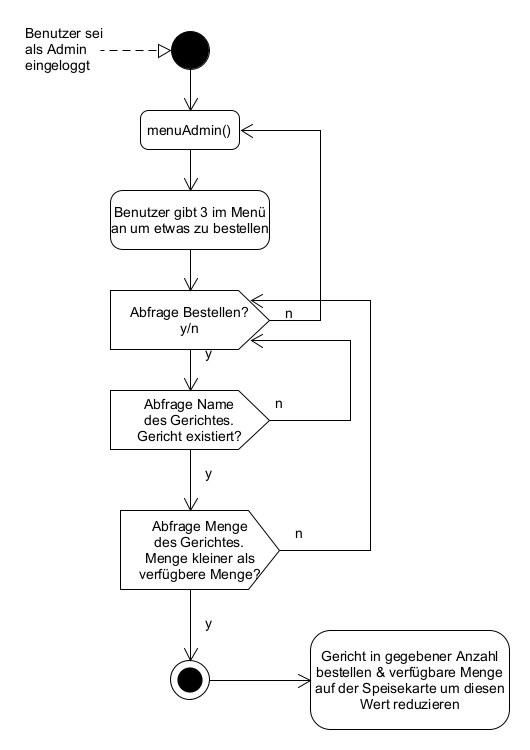 Benutzer sei
als Admin
eingeloggt
menuAdmin()
Benutzer gibt 3 im Menü
an um etwas zu bestellen
Abfrage Bestellen?
y/n
n
y
Abfrage Name
des Gerichtes.
Gericht existiert?
n
y
Abfrage Menge
des Gerichtes.
Menge kleiner als
verfügbere Menge?
n
y
Gericht in gegebener Anzahl
bestellen & verfügbare Menge
auf der Speisekarte um diesen
Wert reduzieren